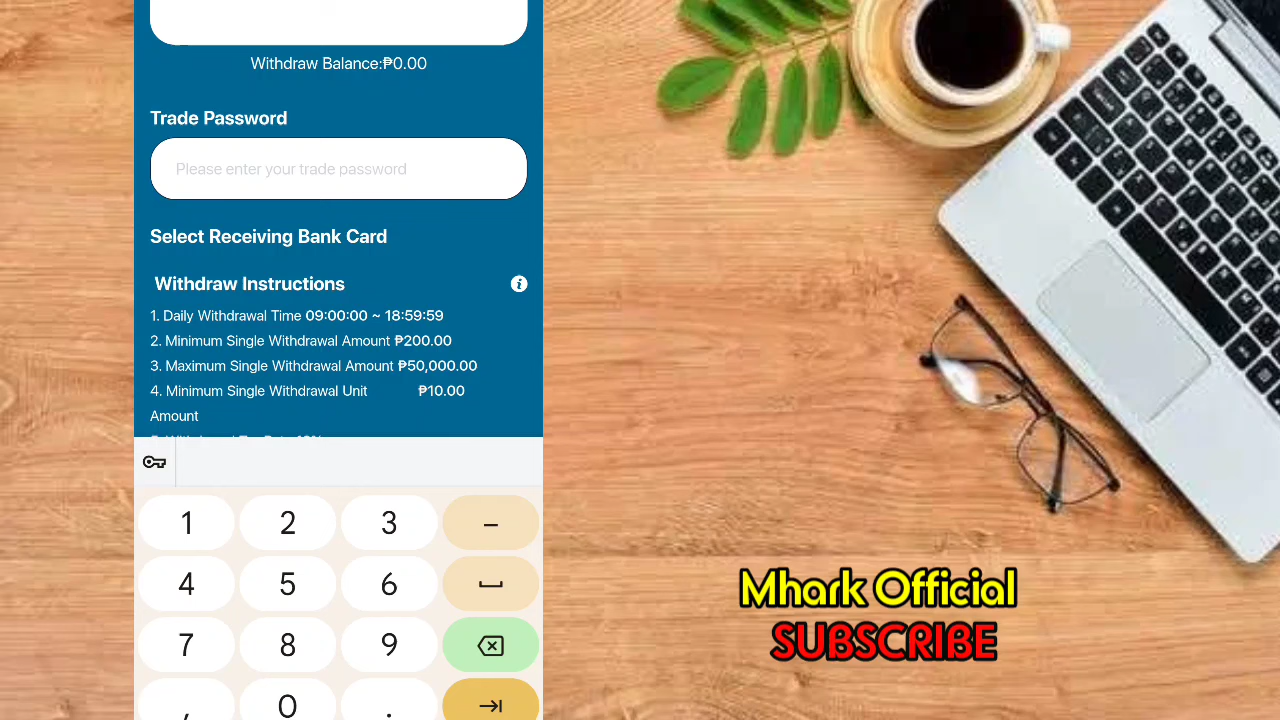 Withdraw Balance:₱0.00
Trade Password
Please enter your trade password
Select Receiving Bank Card
Withdraw Instructions
1. Daily Withdrawal Time 09:00:00 ~ 18:59:59
2. Minimum Single Withdrawal Amount ₱200.00
3. Maximum Single Withdrawal Amount ₱50,000.00
4. Minimum Single Withdrawal Unit ₱10.00
Amount
1 2 3 –
4 5 6
7 8 9
, 0 .
Mhark Official
SUBSCRIBE